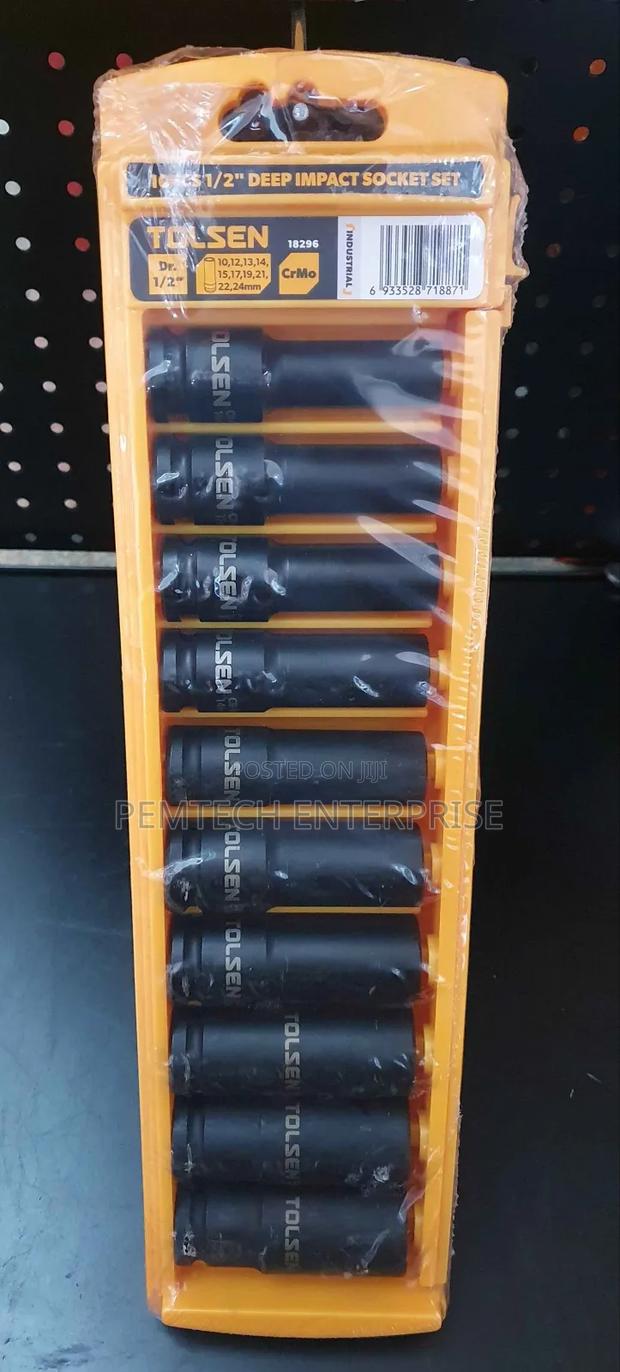 10PCS 1/2" DEEP IMPACT SOCKET SET
TOLSEN
18296
Dr.
1/2"
10,12,13,14,
15,17,19,21,
22,24mm
CrMo
INDUSTRIAL
6 933528 718871
TOLSEN
TOLSEN
TOLSEN
TOLSEN
TOLSEN
POSTED ON JIJI
PEMTECH ENTERPRISE
TOLSEN
TOLSEN
TOLSEN
TOLSEN
TOLSEN